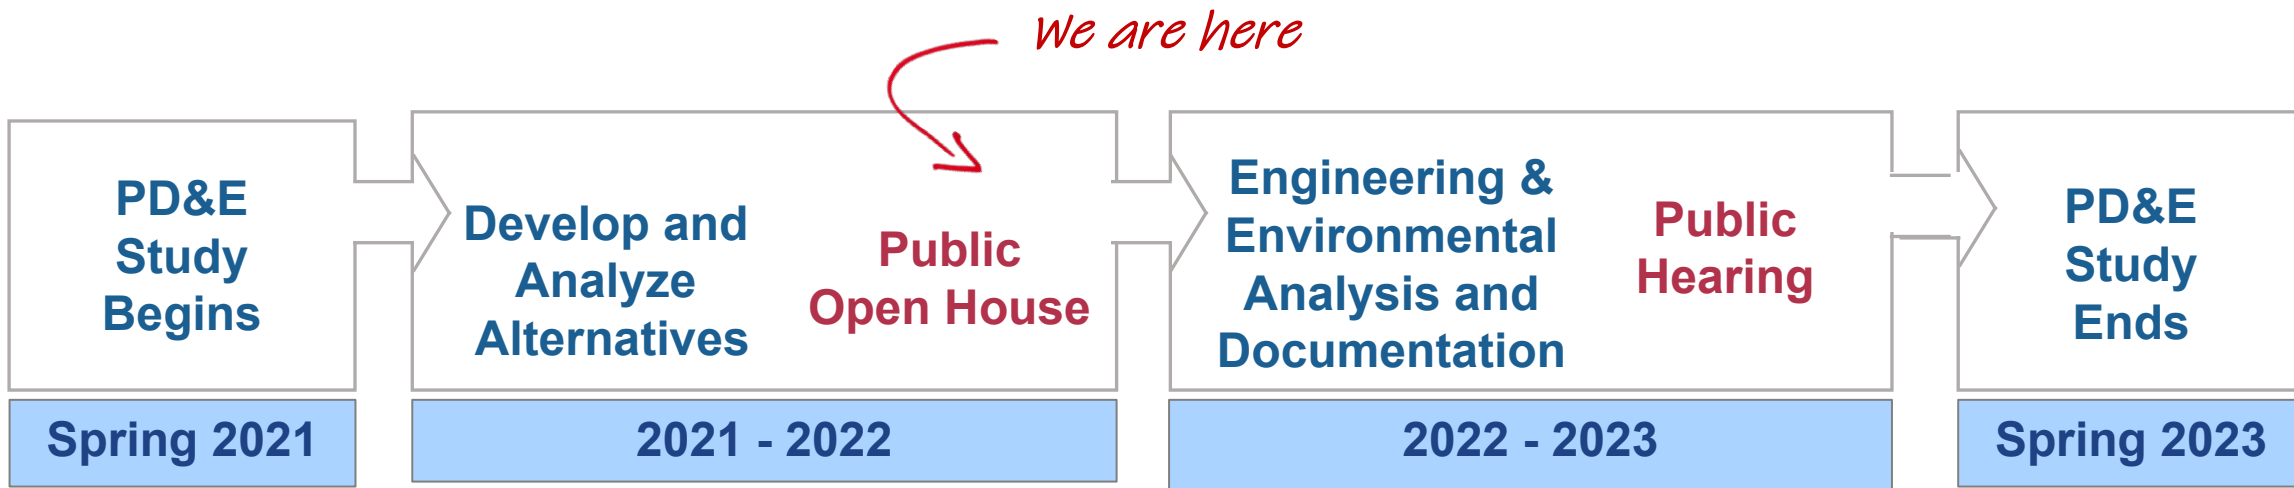 We are here
PD&E
Study
Begins
Develop and
Analyze
Alternatives
Public
Open House
Engineering &
Environmental
Analysis and
Documentation
Public
Hearing
PD&E
Study
Ends
Spring 2021
2021 - 2022
2022 - 2023
Spring 2023